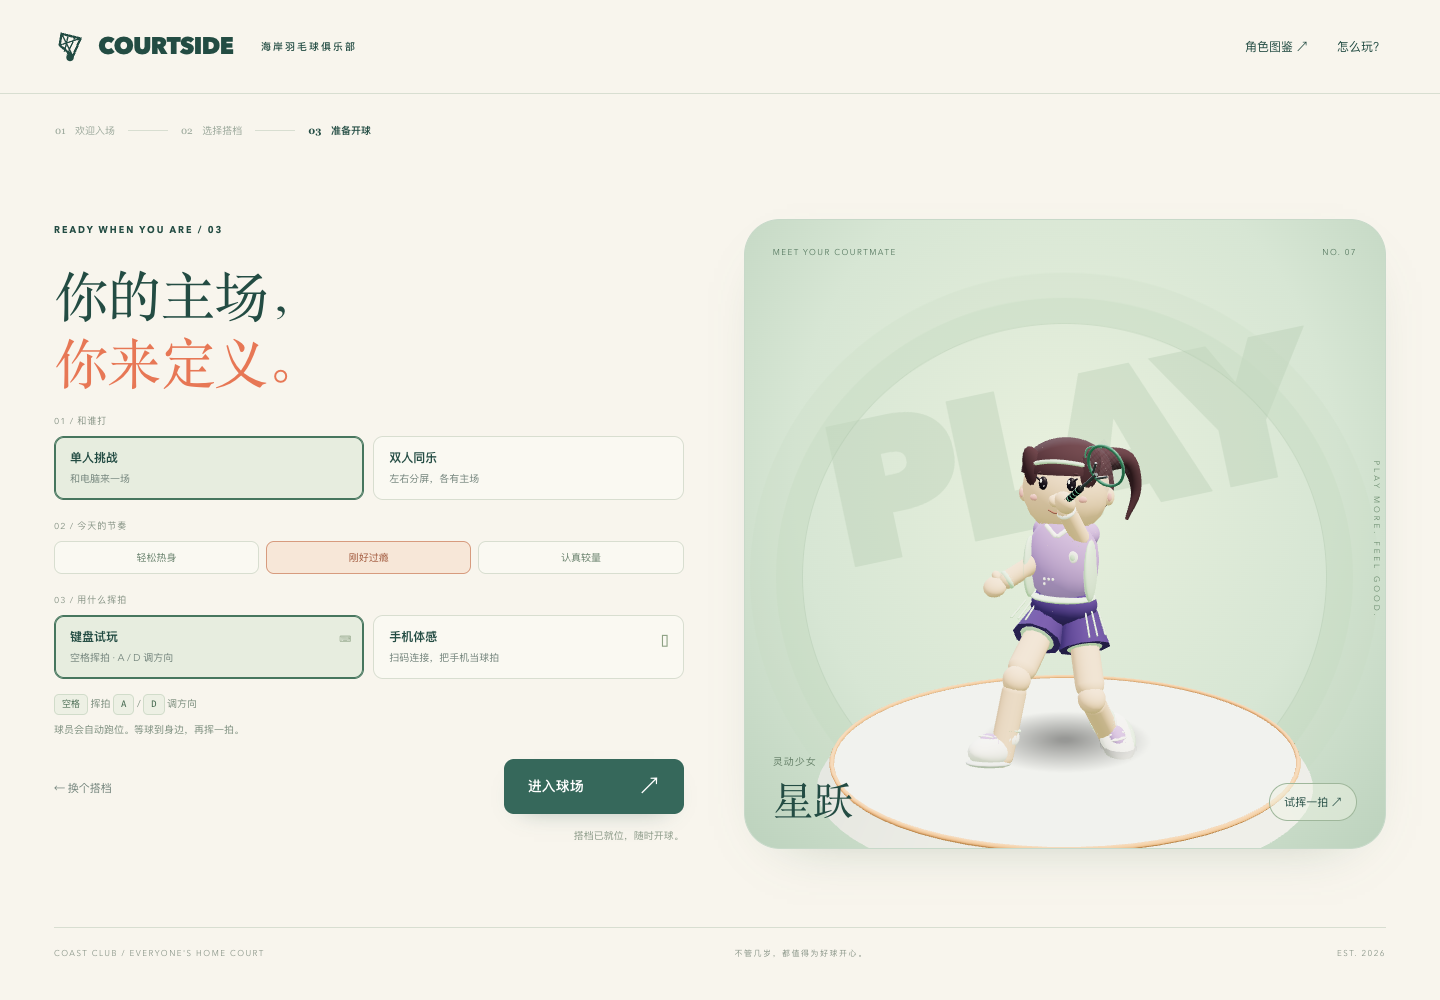 COURTSIDE
海岸羽毛球俱乐部
角色图鉴 ↗
怎么玩?
01 欢迎入场
02 选择搭档
03 准备开球
READY WHEN YOU ARE / 03
你的主场，
你来定义。
01 / 和谁打
单人挑战
和电脑来一场
双人同乐
左右分屏，各有主场
02 / 今天的节奏
轻松热身
刚好过瘾
认真较量
03 / 用什么挥拍
键盘试玩
空格挥拍 · A / D 调方向
手机体感
扫码连接，把手机当球拍
空格 挥拍 A / D 调方向
球员会自动跑位。等球到身边，再挥一拍。
← 换个搭档
进入球场 ↗
搭档已就位，随时开球。
MEET YOUR COURTMATE
NO. 07
PLAY
PLAY MORE. FEEL GOOD.
灵动少女
星跃
试挥一拍 ↗
COAST CLUB / EVERYONE'S HOME COURT
不管几岁，都值得为好球开心。
EST. 2026